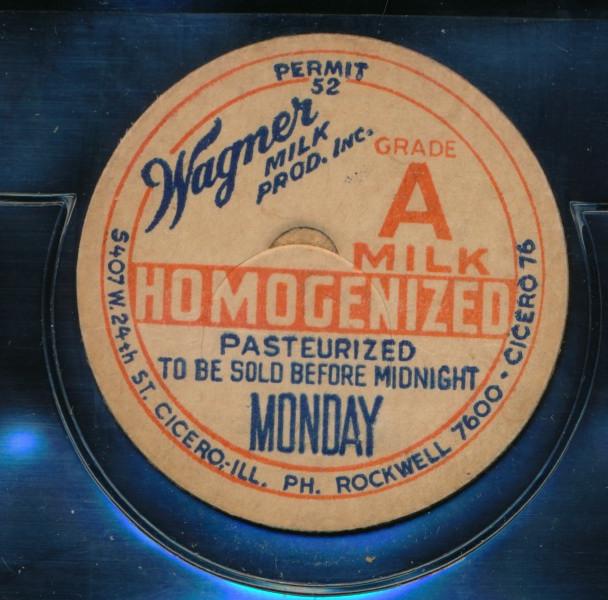 PERMIT
52
Wagner
MILK
PROD. INC.
GRADE
A
MILK
HOMOGENIZED
PASTEURIZED
TO BE SOLD BEFORE MIDNIGHT
MONDAY
5407 W. 24th ST. CICERO,-ILL. PH. ROCKWELL 7600 • CICERO 76